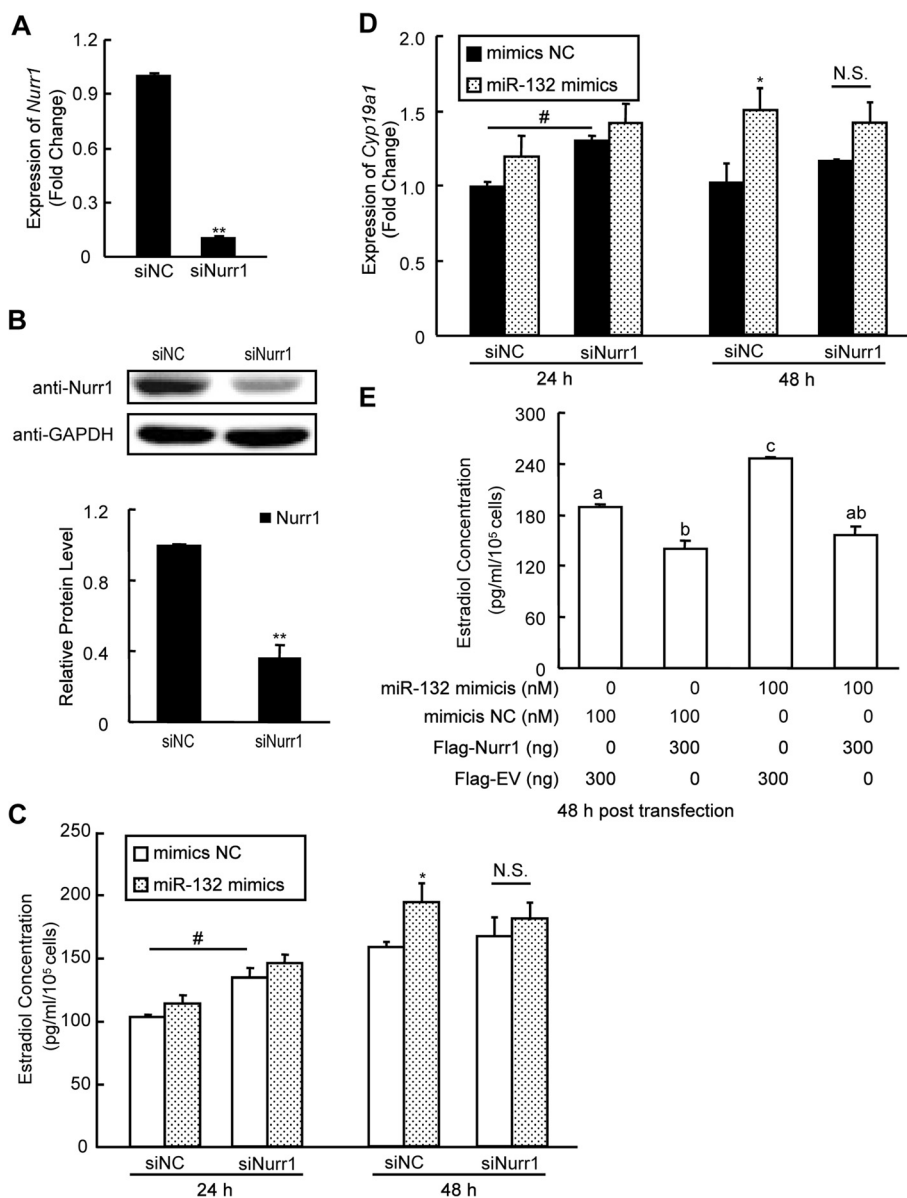 A
Expression of Nurr1
(Fold Change)
1.2
0.9
0.6
0.3
0
**
siNC
siNurr1
B
siNC
siNurr1
anti-Nurr1
anti-GAPDH
Relative Protein Level
1.2
0.8
0.4
0
Nurr1
**
siNC
siNurr1
C
Estradiol Concentration
(pg/ml/10⁵ cells)
250
200
150
100
50
0
mimics NC
miR-132 mimics
#
*
N.S.
siNC
siNurr1
siNC
siNurr1
24 h
48 h
D
Expression of Cyp19a1
(Fold Change)
2.0
1.5
1.0
0.5
0
mimics NC
miR-132 mimics
#
*
N.S.
siNC
siNurr1
siNC
siNurr1
24 h
48 h
E
Estradiol Concentration
(pg/ml/10⁵ cells)
300
240
180
120
60
0
a
b
c
ab
miR-132 mimicis (nM) 0 0 100 100
mimicis NC (nM) 100 100 0 0
Flag-Nurr1 (ng) 0 300 0 300
Flag-EV (ng) 300 0 300 0
48 h post transfection